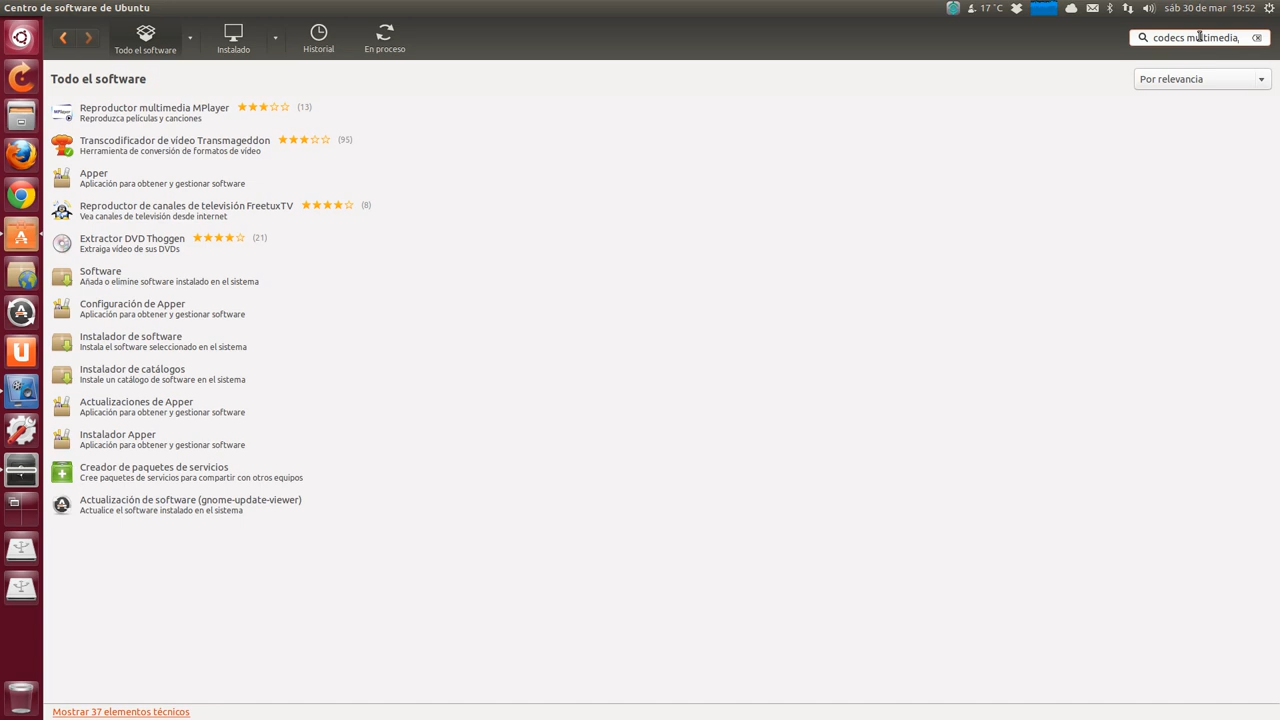 Centro de software de Ubuntu
17 °C
sáb 30 de mar 19:52
Todo el software
Instalado
Historial
En proceso
codecs multimedia,
Todo el software
Por relevancia
Reproductor multimedia MPlayer (13)
Reproduzca películas y canciones
Transcodificador de vídeo Transmageddon (95)
Herramienta de conversión de formatos de vídeo
Apper
Aplicación para obtener y gestionar software
Reproductor de canales de televisión FreetuxTV (8)
Vea canales de televisión desde internet
Extractor DVD Thoggen (21)
Extraiga vídeo de sus DVDs
Software
Añada o elimine software instalado en el sistema
Configuración de Apper
Aplicación para obtener y gestionar software
Instalador de software
Instala el software seleccionado en el sistema
Instalador de catálogos
Instale un catálogo de software en el sistema
Actualizaciones de Apper
Aplicación para obtener y gestionar software
Instalador Apper
Aplicación para obtener y gestionar software
Creador de paquetes de servicios
Cree paquetes de servicios para compartir con otros equipos
Actualización de software (gnome-update-viewer)
Actualice el software instalado en el sistema
Mostrar 37 elementos técnicos